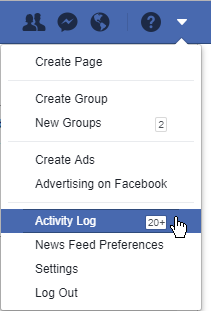 Create Page
Create Group
New Groups 2
Create Ads
Advertising on Facebook
Activity Log 20+
News Feed Preferences
Settings
Log Out